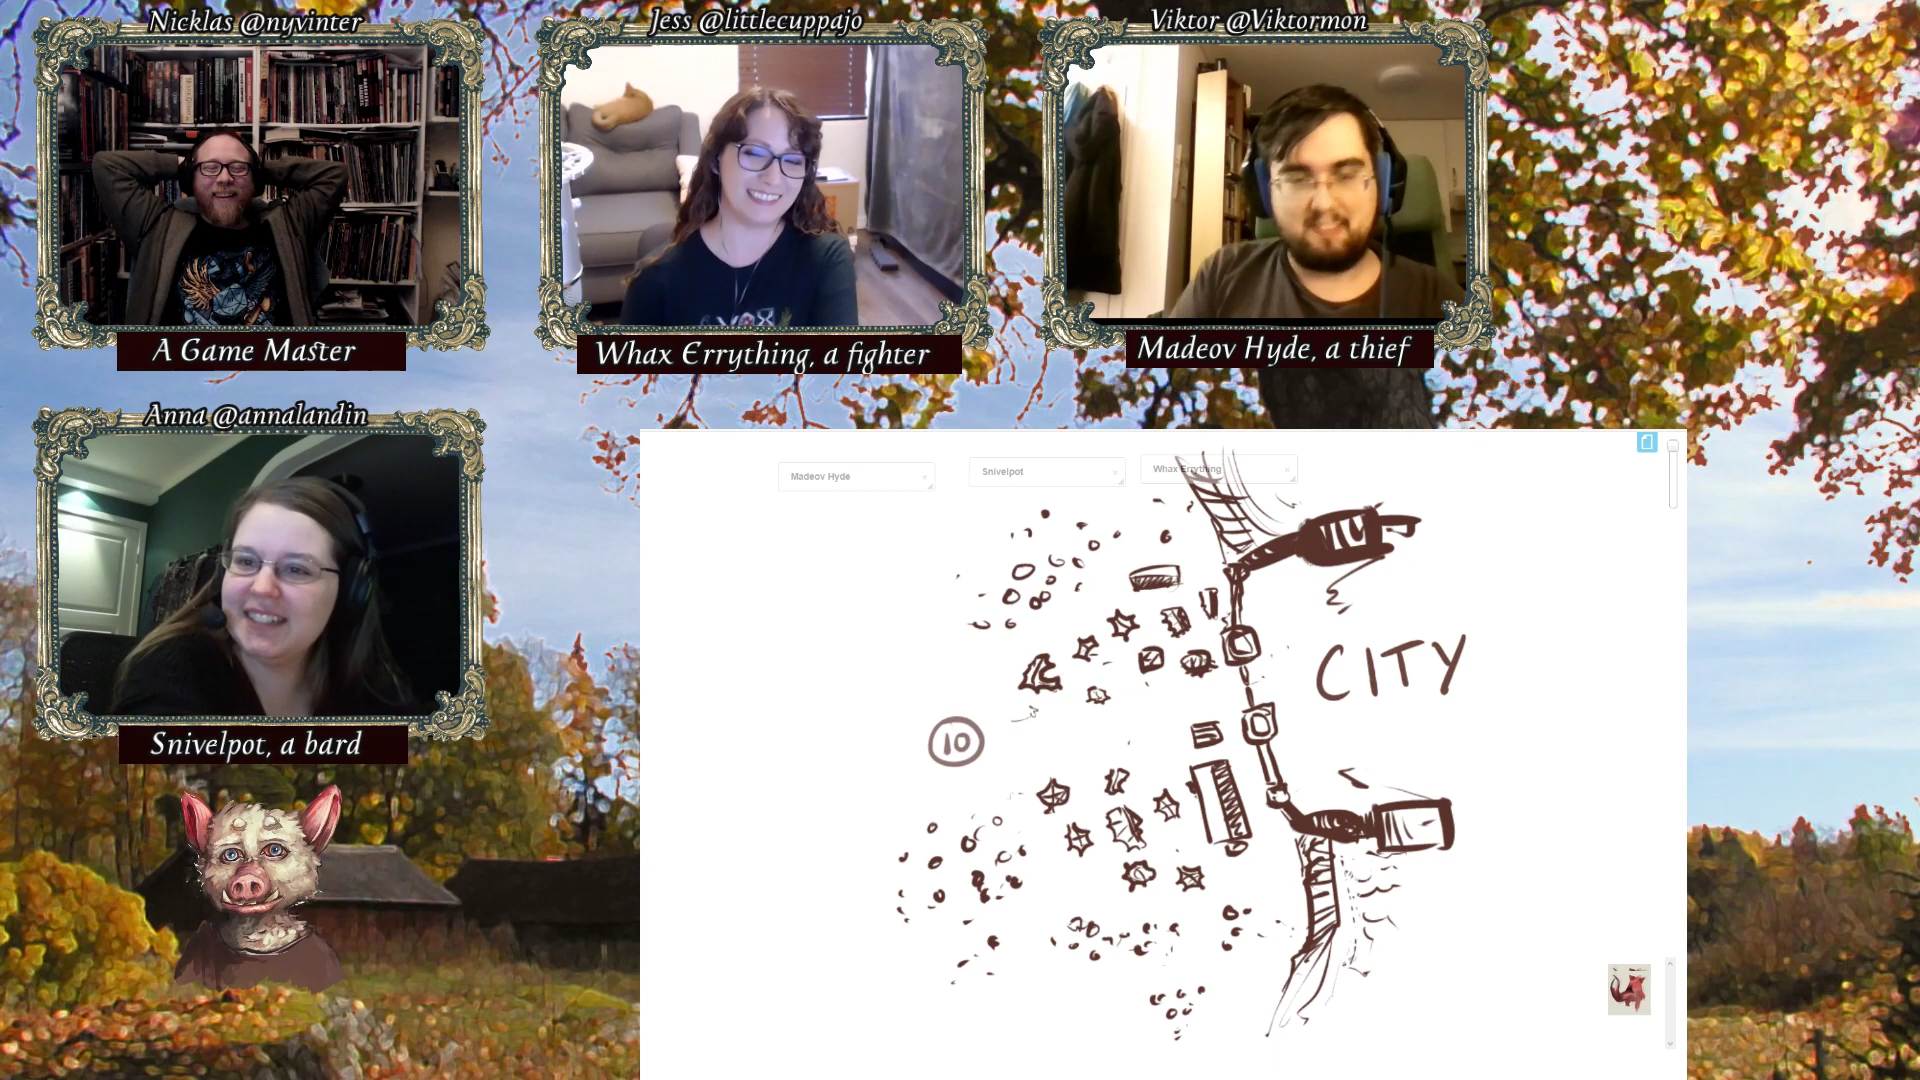 Nicklas @nyvinter
Jess @littlecuppajo
Viktor @Viktormon
A Game Master
Whax Errything, a fighter
Madeov Hyde, a thief
Anna @annalandin
Snivelpot, a bard
Madeov Hyde
Snivelpot
Whax Errything
CITY
10